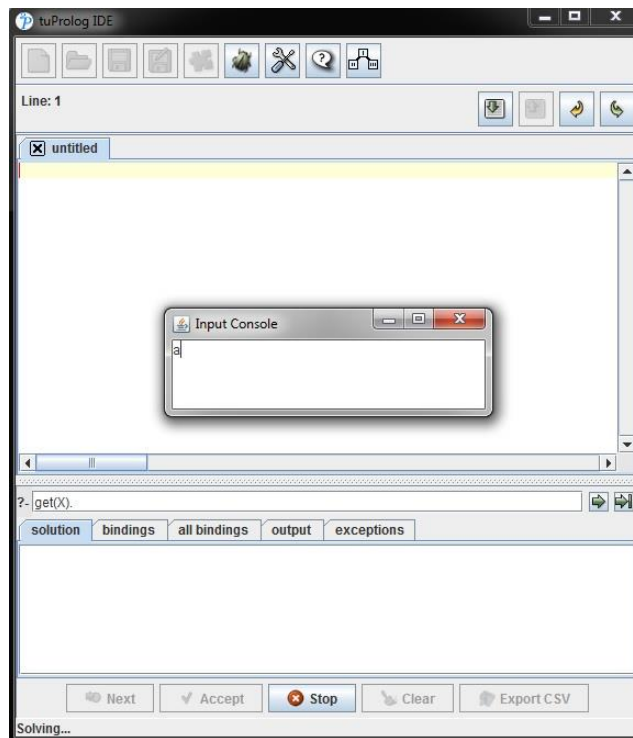 tuProlog IDE
Line: 1
untitled
Input Console
a
?- get(X).
solution bindings all bindings output exceptions
Next Accept Stop Clear Export CSV
Solving...